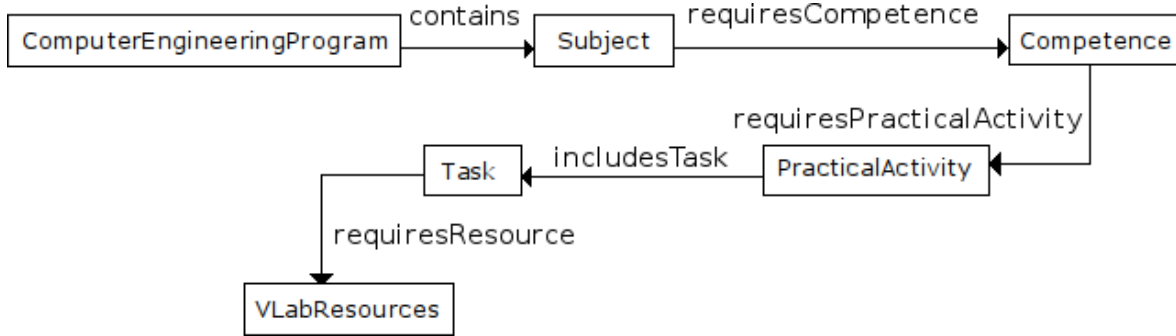 contains
requiresCompetence
ComputerEngineeringProgram
Subject
Competence
requiresPracticalActivity
includesTask
Task
PracticalActivity
requiresResource
VLabResources